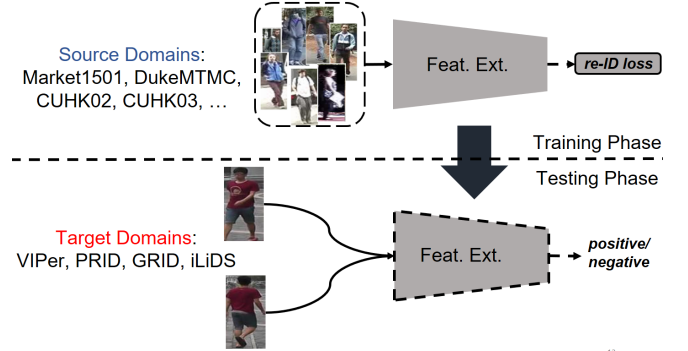 Source Domains:
Market1501, DukeMTMC,
CUHK02, CUHK03, …
Feat. Ext.
re-ID loss
Training Phase
Testing Phase
Target Domains:
VIPer, PRID, GRID, iLiDS
Feat. Ext.
positive/
negative